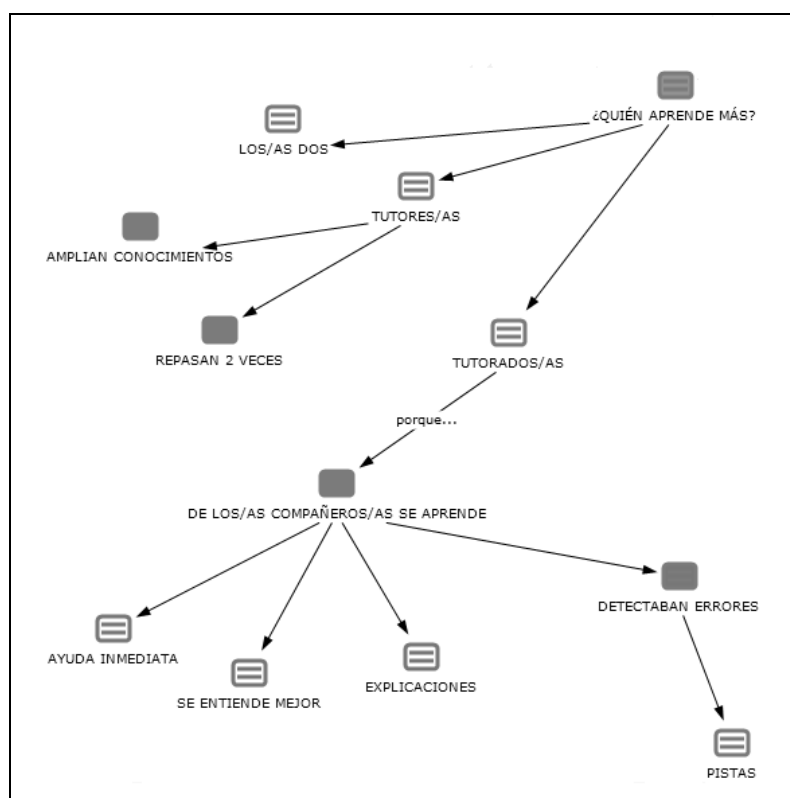 ¿QUIÉN APRENDE MÁS?
LOS/AS DOS
TUTORES/AS
AMPLIAN CONOCIMIENTOS
REPASAN 2 VECES
TUTORADOS/AS
porque...
DE LOS/AS COMPAÑEROS/AS SE APRENDE
DETECTABAN ERRORES
AYUDA INMEDIATA
SE ENTIENDE MEJOR
EXPLICACIONES
PISTAS